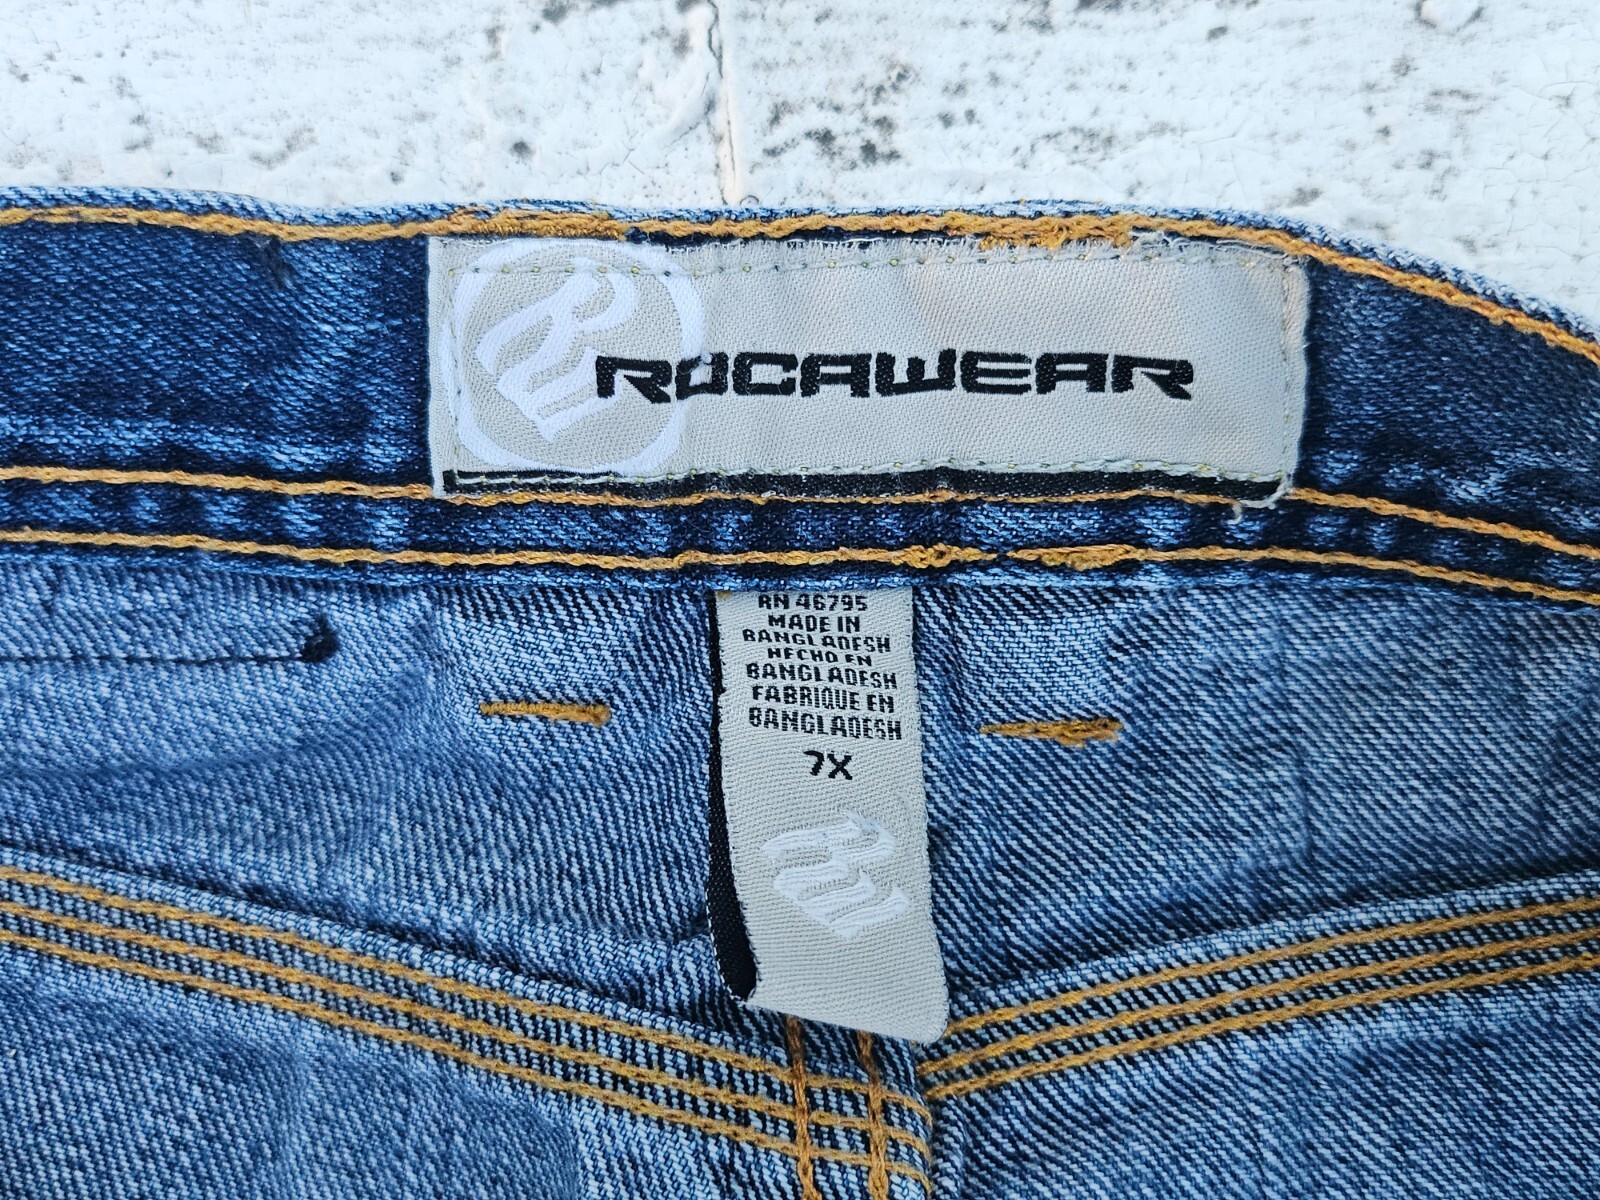 ROCAWEAR
RN 46795
MADE IN
BANGLADESH
HECHO EN
BANGLADESH
FABRIQUE EN
BANGLADESH
7X
R